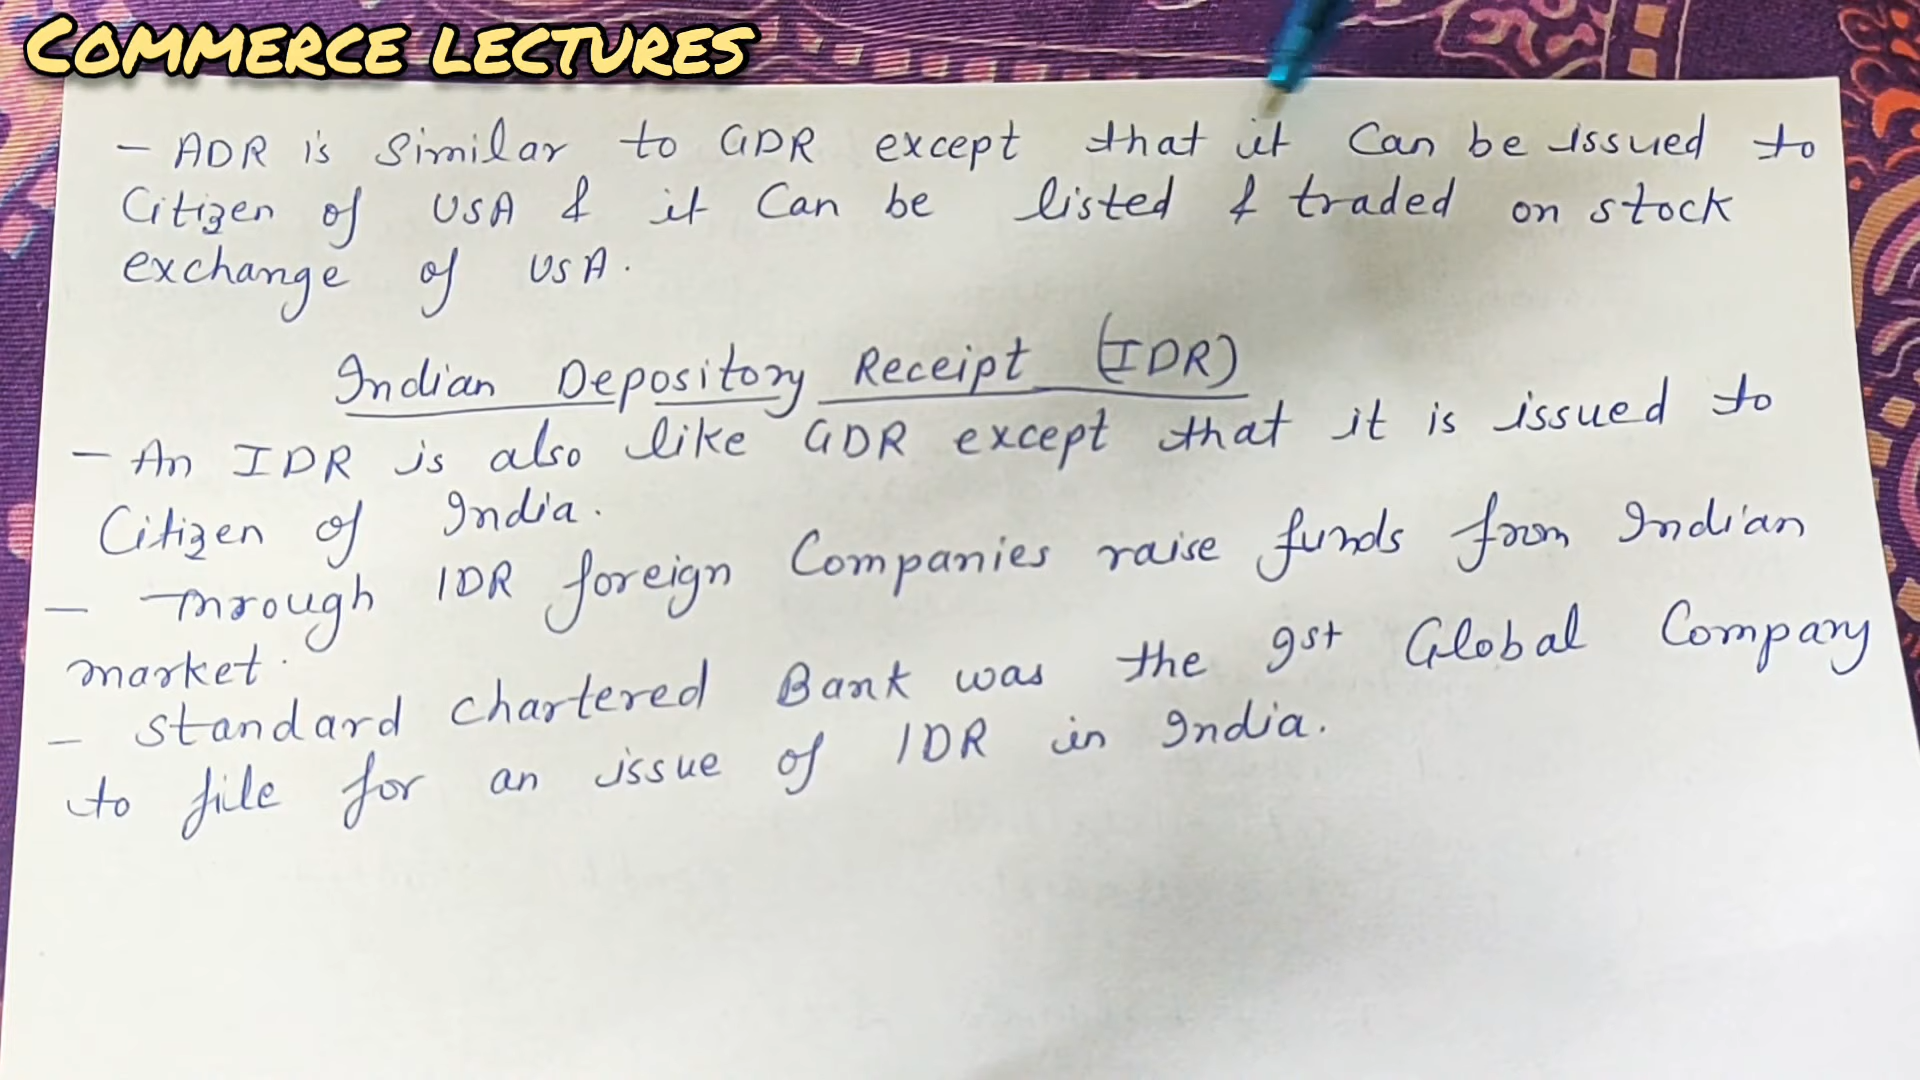 COMMERCE LECTURES
- ADR is Similar to GDR except that it Can be issued to
Citizen of USA & it Can be listed & traded on stock
exchange of USA.
Indian Depository Receipt (IDR)
- An IDR is also like GDR except that it is issued to
Citizen of India.
- Through IDR foreign Companies raise funds from Indian
market.
- Standard Chartered Bank was the Ist Global Company
to file for an issue of IDR in India.